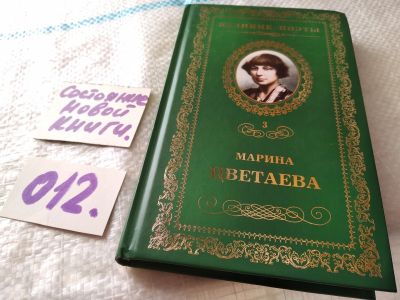 Состояние
новой
книги.
012.
ВЕЛИКИЕ ПОЭТЫ
3
МАРИНА
ЦВЕТАЕВА